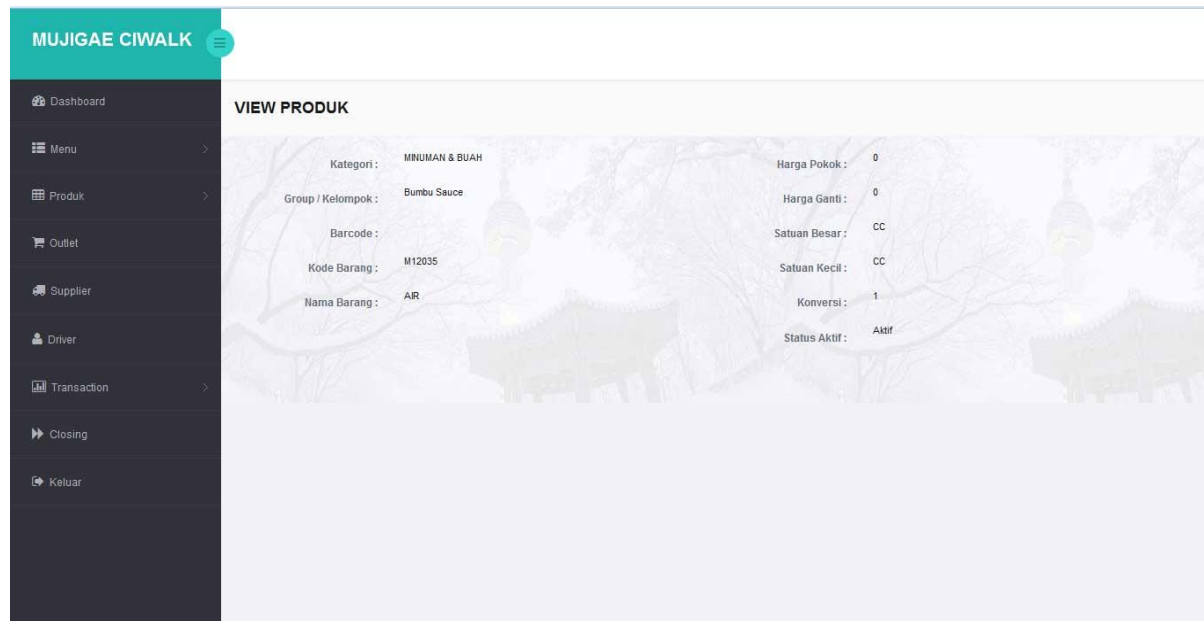 MUJIGAE CIWALK
Dashboard
Menu
Produk
Outlet
Supplier
Driver
Transaction
Closing
Keluar
VIEW PRODUK
Kategori : MINUMAN & BUAH
Group / Kelompok : Bumbu Sauce
Barcode :
Kode Barang : M12035
Nama Barang : AIR
Harga Pokok : 0
Harga Ganti : 0
Satuan Besar : CC
Satuan Kecil : CC
Konversi : 1
Status Aktif : Aktif